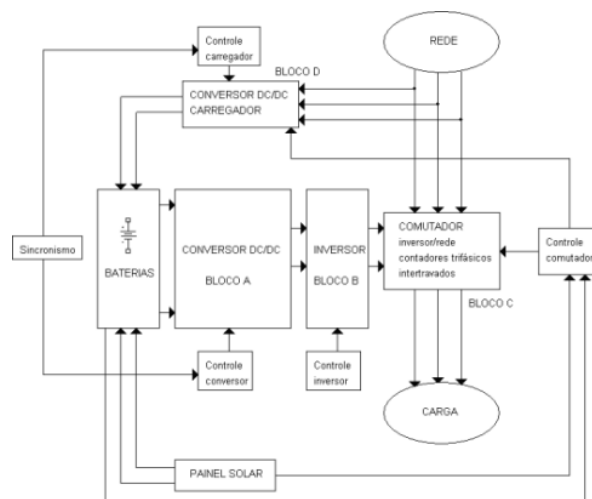 Controle
carregador
REDE
BLOCO D
CONVERSOR DC/DC
CARREGADOR
Sincronismo
BATERIAS
CONVERSOR DC/DC
BLOCO A
INVERSOR
BLOCO B
COMUTADOR
inversor/rede
contadores trifásicos
intertravados
Controle
comutador
BLOCO C
Controle
conversor
Controle
inversor
CARGA
PAINEL SOLAR